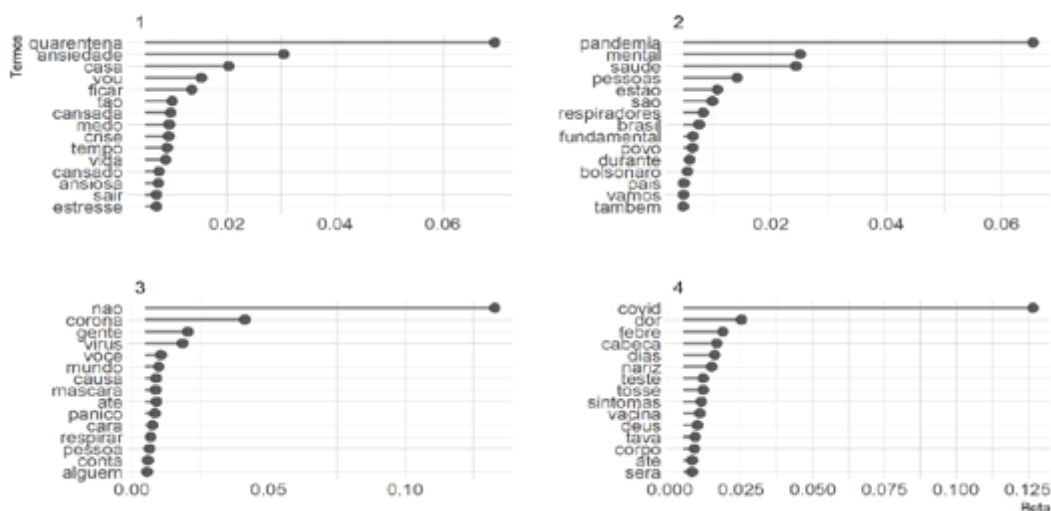 1
Termos
quarentena
ansiedade
casa
vou
ficar
tao
cansada
medo
crise
tempo
vida
cansado
ansiosa
sair
estresse
0.02 0.04 0.06
2
pandemia
mental
saude
pessoas
estao
sao
respiradores
brasil
fundamental
povo
durante
bolsonaro
pais
vamos
tambem
0.02 0.04 0.06
3
nao
corona
gente
virus
voce
mundo
causa
mascara
ate
panico
cara
respirar
pessoa
conta
alguem
0.00 0.05 0.10
4
covid
dor
febre
cabeca
dias
nariz
teste
tosse
sintomas
vacina
deus
tava
corpo
ate
sera
0.000 0.025 0.050 0.075 0.100 0.125
Beta